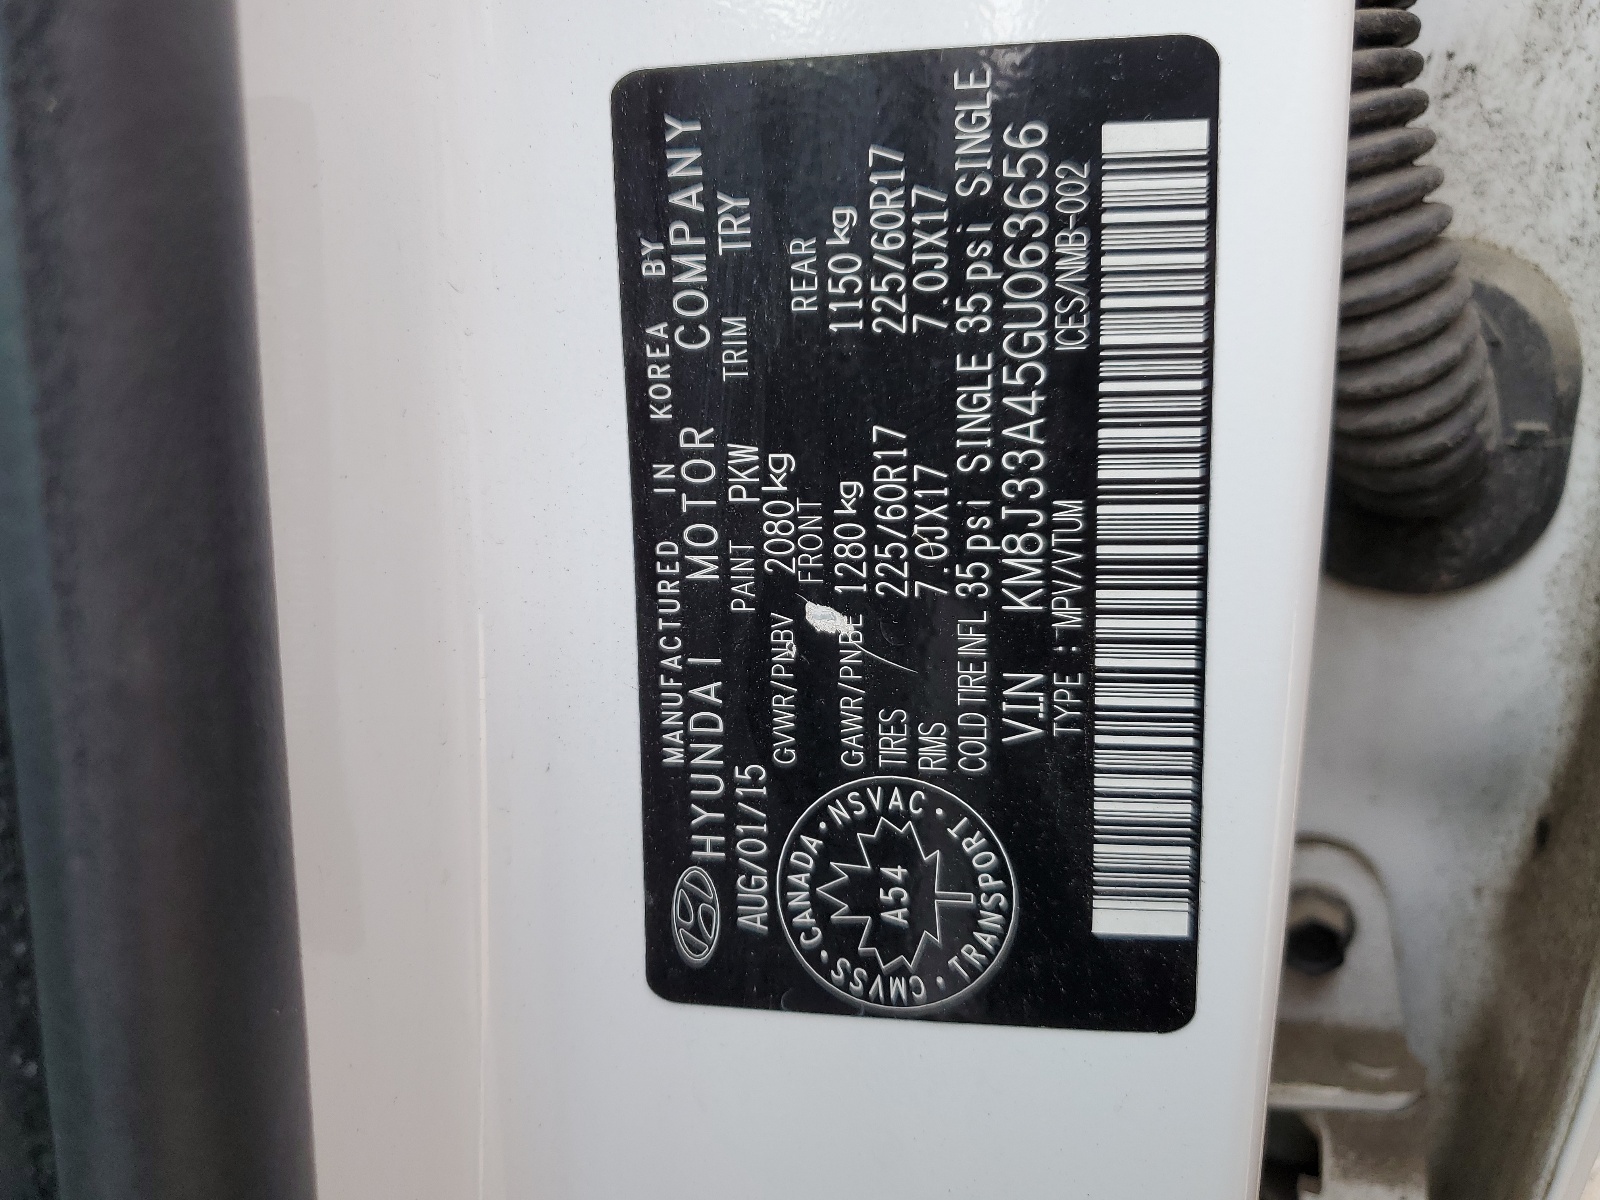 MANUFACTURED IN KOREA BY
HYUNDAI MOTOR COMPANY
AUG/01/15 PAINT PKW TRIM TRY
GVWR/PNBV 2080 kg
FRONT REAR
GAWR/PNBE 1280 kg 1150 kg
TIRES 225/60R17 225/60R17
RIMS 7.0JX17 7.0JX17
COLD TIRE INFL 35 psi SINGLE 35 psi SINGLE
V.IN KM8J33A45GU063656
TYPE : MPV/VTUM ICES/NMB-002
CMVSS · CANADA · NSVAC · TRANSPORT ·
A54